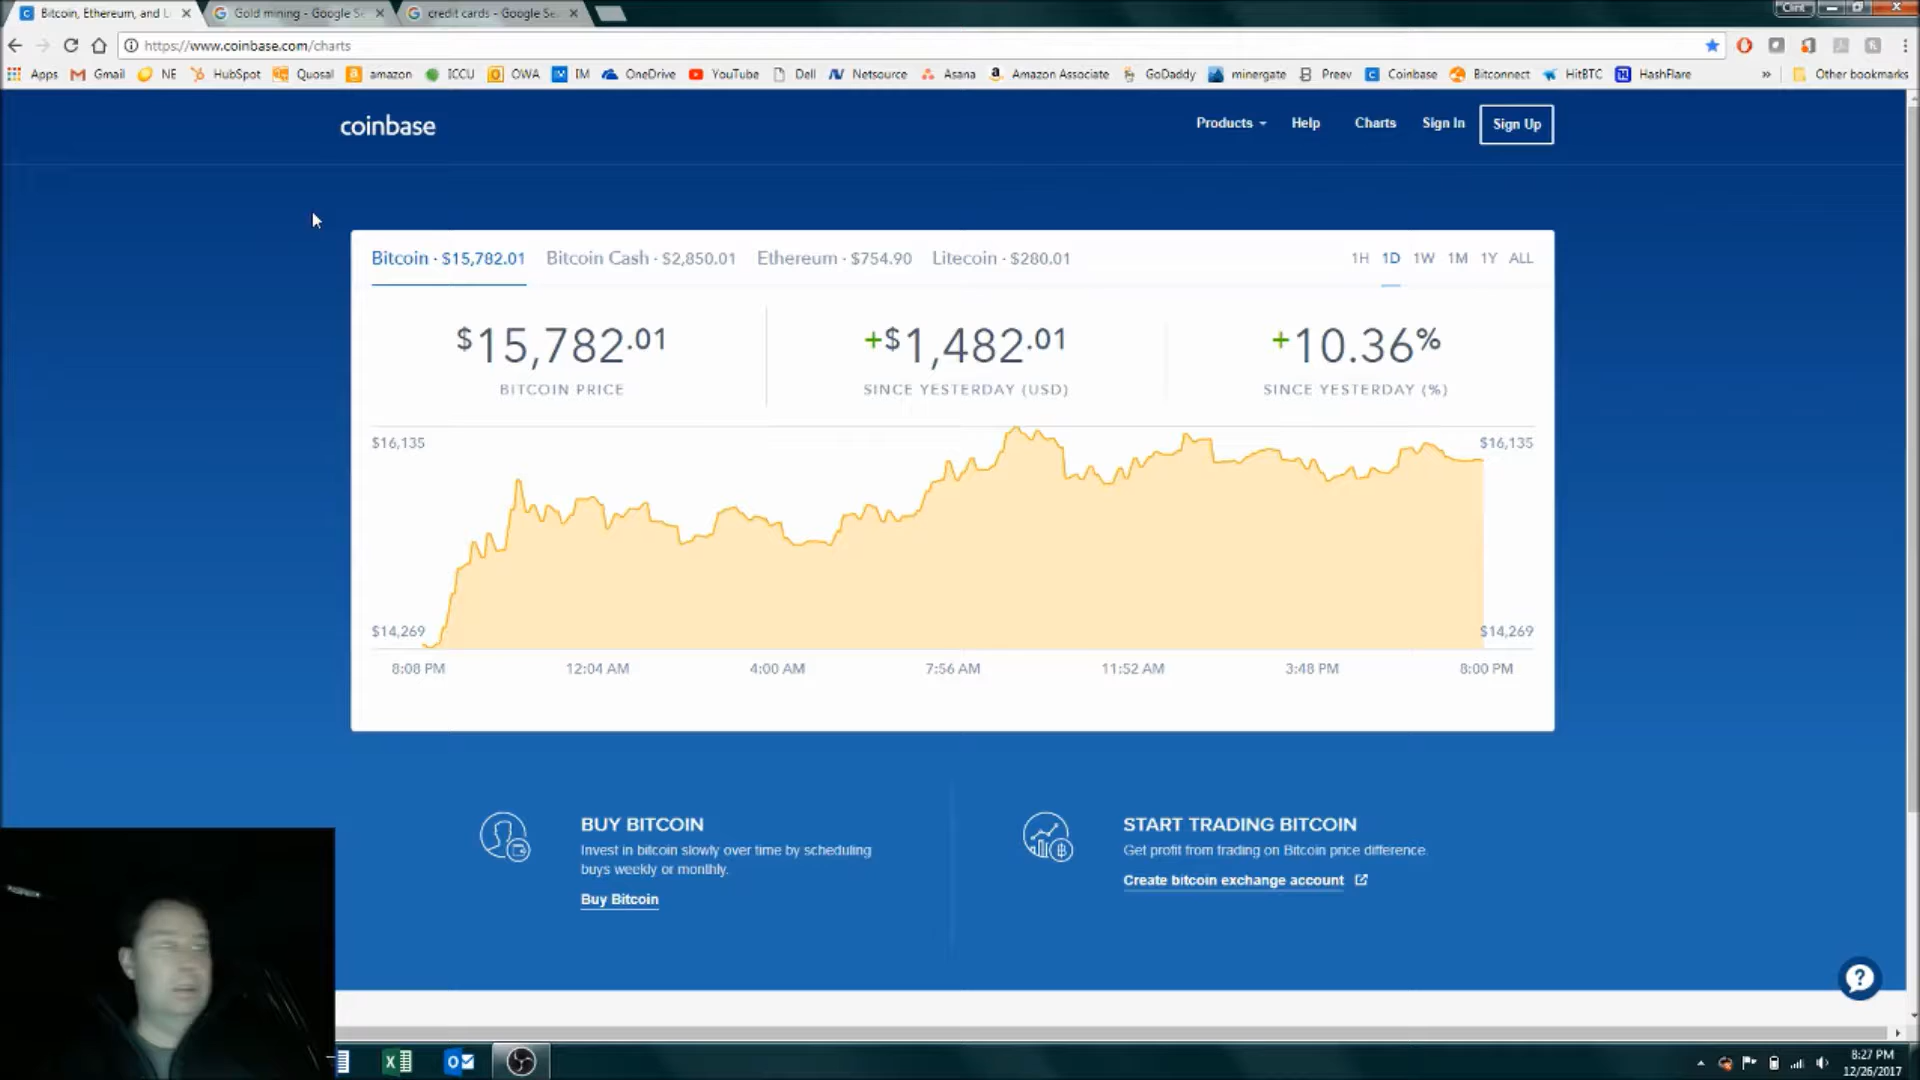 Bitcoin, Ethereum, and L
Gold mining - Google Se
credit cards - Google Se
Clint
https://www.coinbase.com/charts
Apps Gmail NE HubSpot Quosal amazon ICCU OWA IM OneDrive YouTube Dell Netsource Asana Amazon Associate GoDaddy minergate Preev Coinbase Bitconnect HitBTC HashFlare » Other bookmarks
coinbase
Products Help Charts Sign In Sign Up
Bitcoin · $15,782.01 Bitcoin Cash · $2,850.01 Ethereum · $754.90 Litecoin · $280.01 1H 1D 1W 1M 1Y ALL
$15,782.01 +$1,482.01 +10.36%
BITCOIN PRICE SINCE YESTERDAY (USD) SINCE YESTERDAY (%)
$16,135 $16,135
$14,269 $14,269
8:08 PM 12:04 AM 4:00 AM 7:56 AM 11:52 AM 3:48 PM 8:00 PM
BUY BITCOIN
Invest in bitcoin slowly over time by scheduling
buys weekly or monthly.
Buy Bitcoin
START TRADING BITCOIN
Get profit from trading on Bitcoin price difference.
Create bitcoin exchange account
8:27 PM
12/26/2017